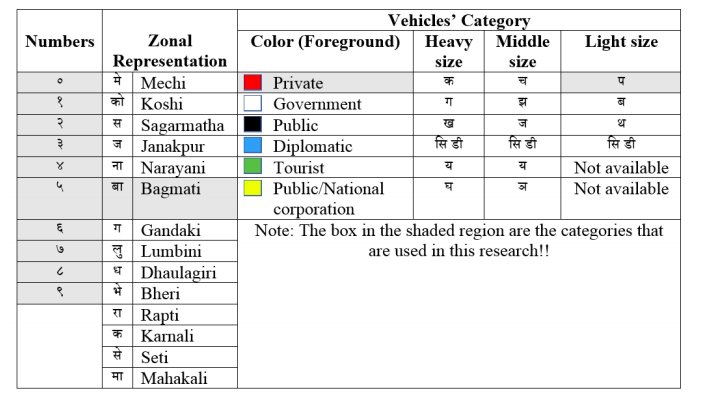 Vehicles' Category
Numbers Zonal Representation Color (Foreground) Heavy size Middle size Light size
० मे Mechi Private क च प
१ को Koshi Government ग झ ब
२ स Sagarmatha Public ख ज थ
३ ज Janakpur Diplomatic सि डी सि डी सि डी
४ ना Narayani Tourist य य Not available
५ बा Bagmati Public/National corporation घ ञ Not available
६ ग Gandaki Note: The box in the shaded region are the categories that
७ लु Lumbini are used in this research!!
८ ध Dhaulagiri
९ भे Bheri
रा Rapti
क Karnali
से Seti
मा Mahakali